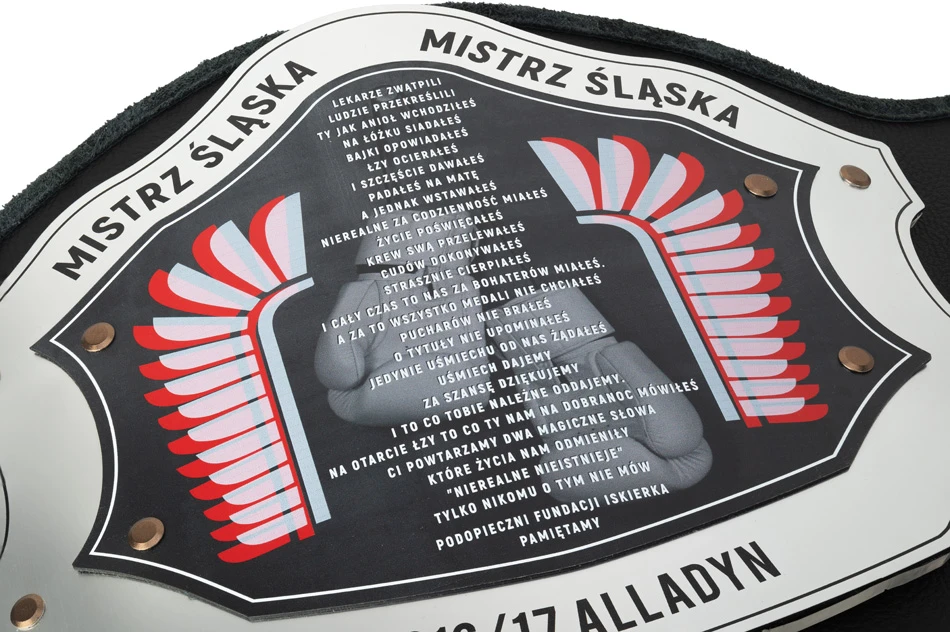 MISTRZ ŚLĄSKA
MISTRZ ŚLĄSKA
LEKARZE ZWĄTPILI
LUDZIE PRZEKREŚLILI
TY JAK ANIOŁ WCHODZIŁEŚ
NA ŁÓŻKU SIADAŁEŚ
BAJKI OPOWIADAŁEŚ
ŁZY OCIERAŁEŚ
I SZCZĘŚCIE DAWAŁEŚ
PADAŁEŚ NA MATĘ
A JEDNAK WSTAWAŁEŚ
NIEREALNE ZA CODZIENNOŚĆ MIAŁEŚ
ŻYCIE POŚWIĘCAŁEŚ
KREW SWĄ PRZELEWAŁEŚ
CUDÓW DOKONYWAŁEŚ
STRASZNIE CIERPIAŁEŚ
I CAŁY CZAS TO NAS ZA BOHATERÓW MIAŁEŚ.
A ZA TO WSZYSTKO MEDALI NIE CHCIAŁEŚ
PUCHARÓW NIE BRAŁEŚ
O TYTUŁY NIE UPOMINAŁEŚ
JEDYNIE UŚMIECHU OD NAS ŻĄDAŁEŚ
UŚMIECH DAJEMY
ZA SZANSĘ DZIĘKUJEMY
I TO CO TOBIE NALEŻNE ODDAJEMY.
NA OTARCIE ŁZY TO CO TY NAM NA DOBRANOC MÓWIŁEŚ
CI POWTARZAMY DWA MAGICZNE SŁOWA
KTÓRE ŻYCIA NAM ODMIENIŁY
"NIEREALNE NIEISTNIEJE"
TYLKO NIKOMU O TYM NIE MÓW
PODOPIECZNI FUNDACJI ISKIERKA
PAMIĘTAMY
/17 ALLADYN